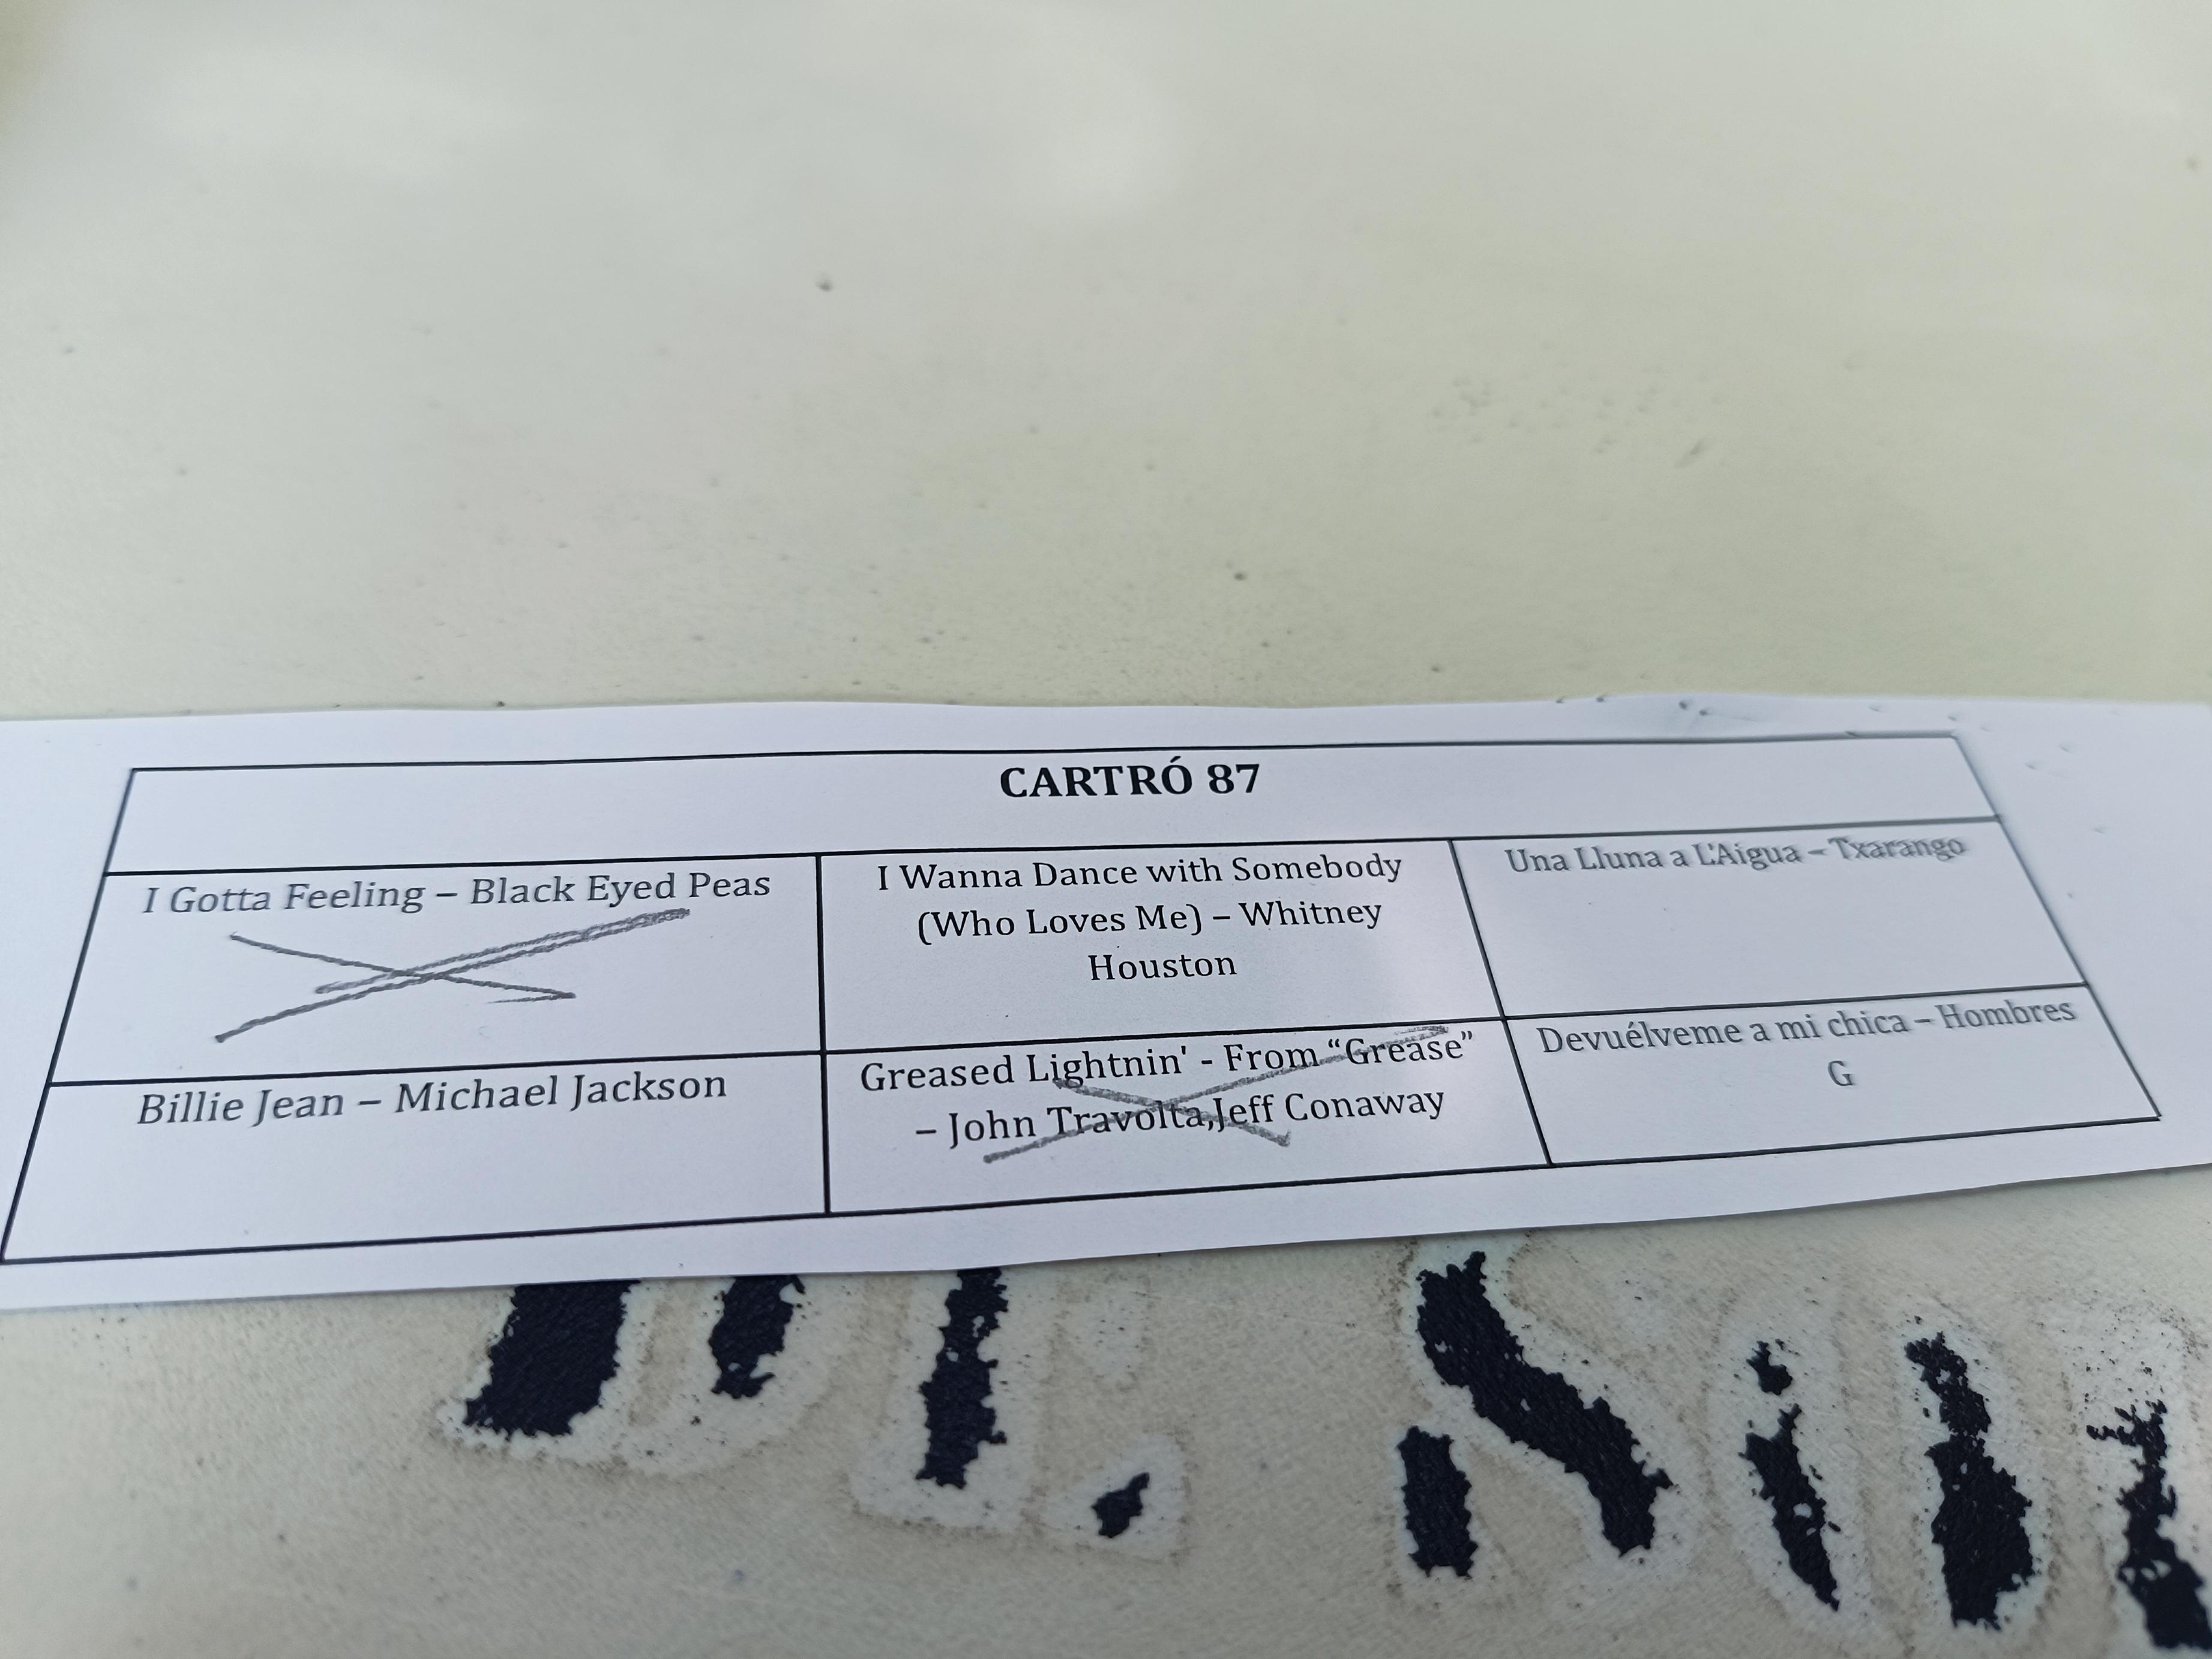 CARTRÓ 87
I Gotta Feeling – Black Eyed Peas
I Wanna Dance with Somebody
(Who Loves Me) – Whitney
Houston
Una Lluna a L'Aigua – Txarango
Billie Jean – Michael Jackson
Greased Lightnin' - From “Grease”
– John Travolta,Jeff Conaway
Devuélveme a mi chica – Hombres
G